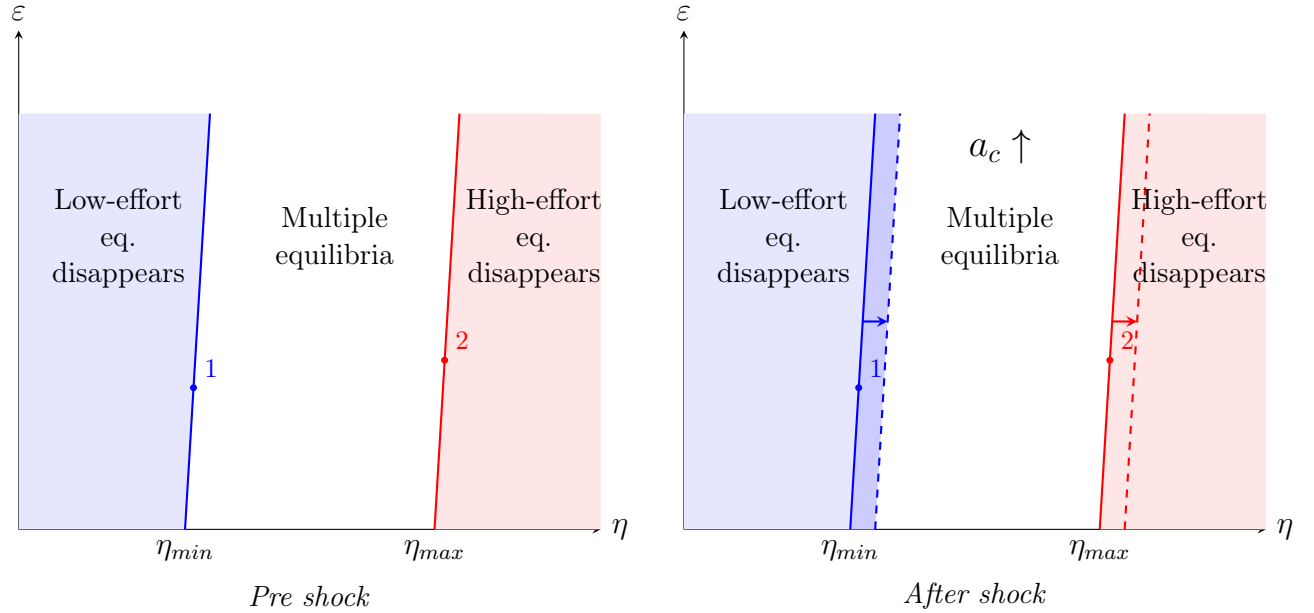 ε
Low-effort
eq.
disappears
Multiple
equilibria
High-effort
eq.
disappears
1
2
η
η_min
η_max
Pre shock
ε
a_c ↑
Low-effort
eq.
disappears
Multiple
equilibria
High-effort
eq.
disappears
1
2
η
η_min
η_max
After shock